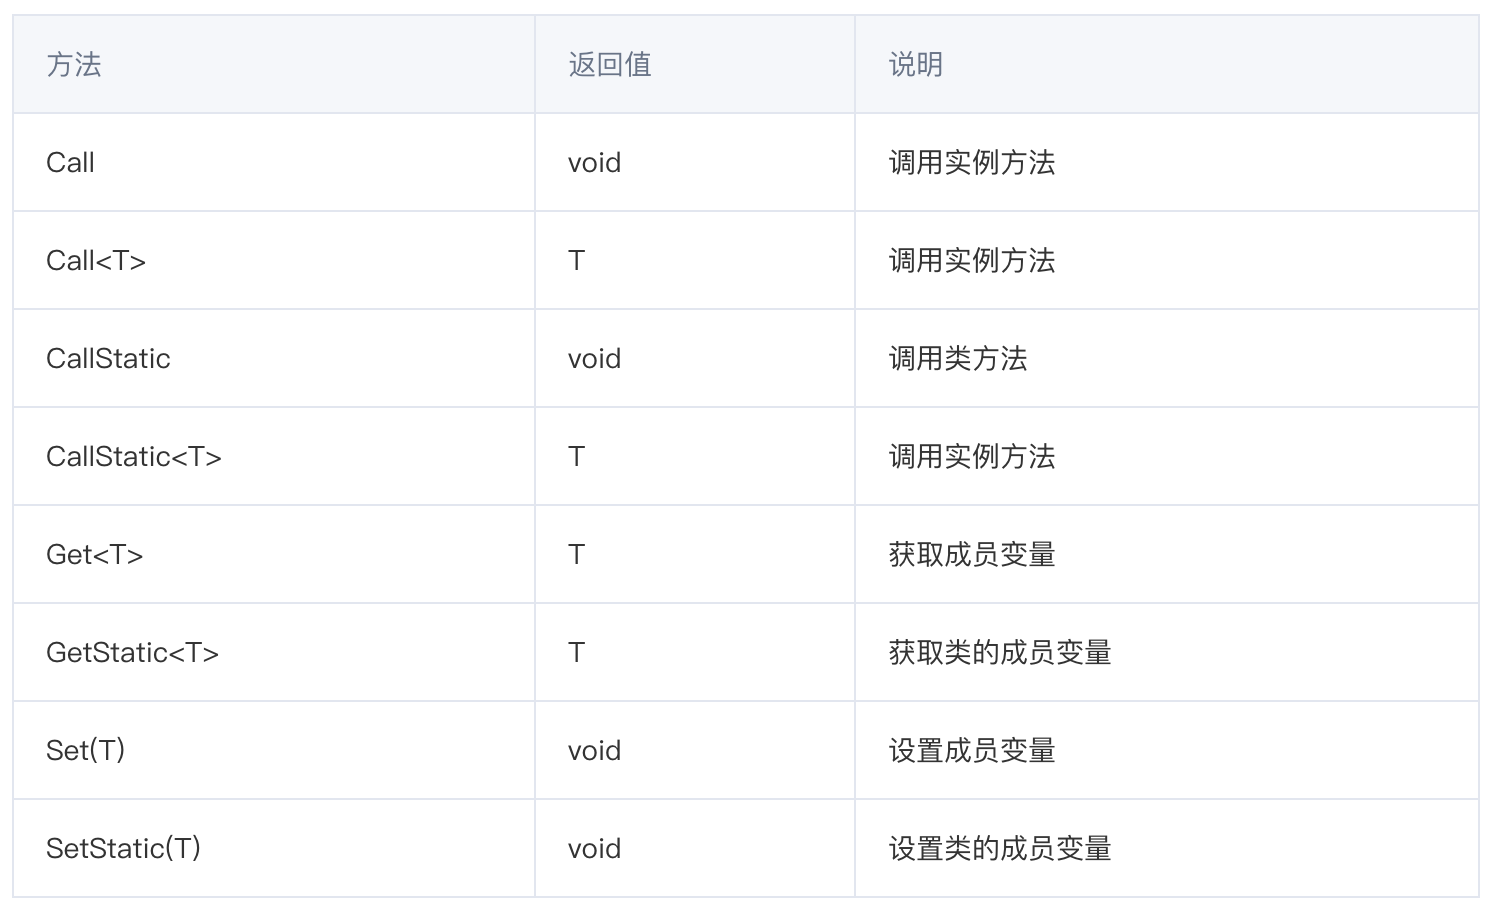 方法 返回值 说明
Call void 调用实例方法
Call<T> T 调用实例方法
CallStatic void 调用类方法
CallStatic<T> T 调用实例方法
Get<T> T 获取成员变量
GetStatic<T> T 获取类的成员变量
Set(T) void 设置成员变量
SetStatic(T) void 设置类的成员变量